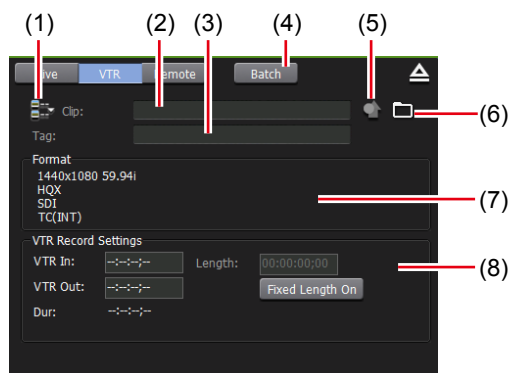 (1) (2) (3) (4) (5)
Live VTR Remote Batch
Clip:
(6)
Tag:
Format
1440x1080 59.94i
HQX
SDI
TC(INT)
(7)
VTR Record Settings
VTR In: --:--:--;-- Length: 00:00:00;00
(8)
VTR Out: --:--:--;-- Fixed Length On
Dur: --:--:--;--